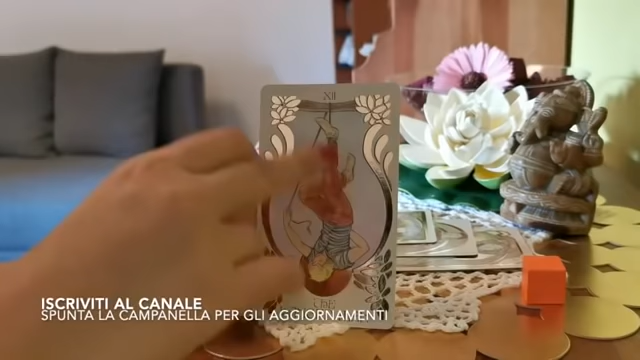 XII
ISCRIVITI AL CANALE
SPUNTA LA CAMPANELLA PER GLI AGGIORNAMENTI